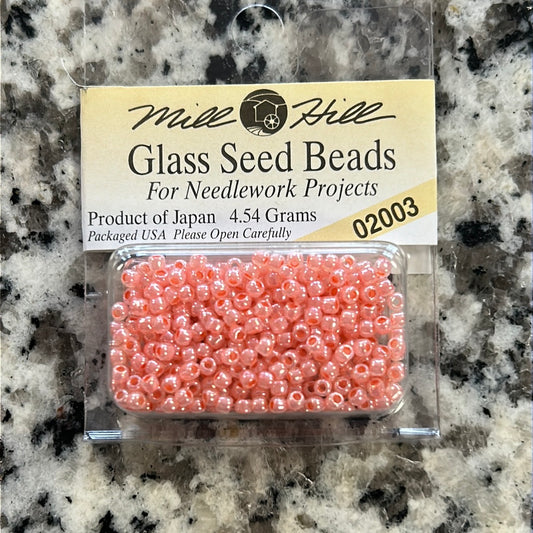 Mill Hill
Glass Seed Beads
For Needlework Projects
Product of Japan 4.54 Grams
Packaged USA Please Open Carefully
02003